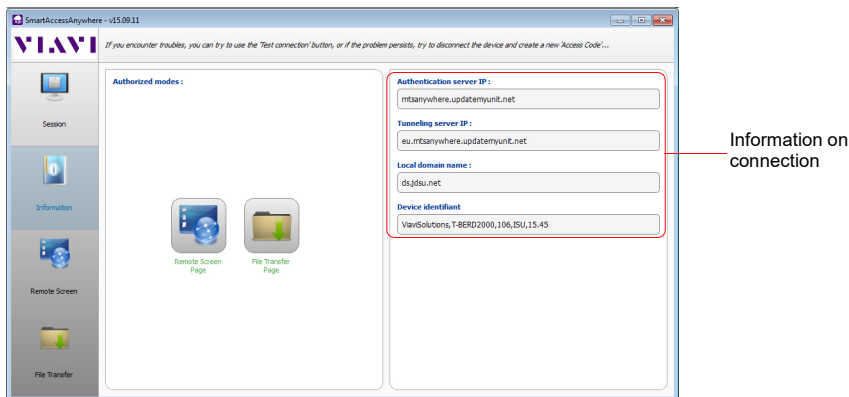 SmartAccessAnywhere - v15.09.11
VIAVI
If you encounter troubles, you can try to use the 'Test connection' button, or if the problem persists, try to disconnect the device and create a new 'Access Code'...
Session
Information
Remote Screen
File Transfer
Authorized modes :
Remote Screen
Page
File Transfer
Page
Authentication server IP :
mtsanywhere.updatemyunit.net
Tunneling server IP :
eu.mtsanywhere.updatemyunit.net
Local domain name :
ds.jdsu.net
Device identifiant
ViaviSolutions,T-BERD2000,106,ISU,15.45
Information on
connection